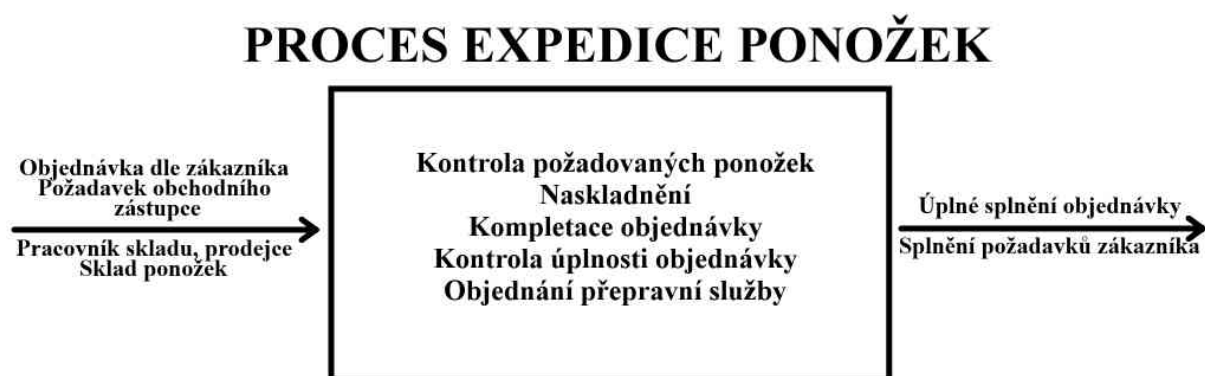 PROCES EXPEDICE PONOŽEK
Objednávka dle zákazníka
Požadavek obchodního
zástupce
Pracovník skladu, prodejce
Sklad ponožek
Kontrola požadovaných ponožek
Naskladnění
Kompletace objednávky
Kontrola úplnosti objednávky
Objednání přepravní služby
Úplné splnění objednávky
Splnění požadavků zákazníka